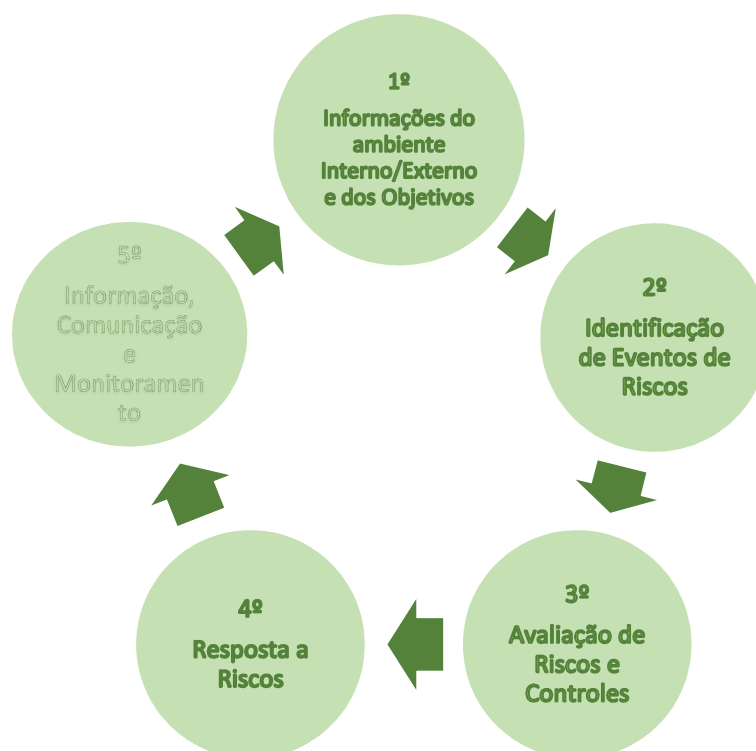 1º
Informações do
ambiente
Interno/Externo
e dos Objetivos
2º
Identificação
de Eventos de
Riscos
3º
Avaliação de
Riscos e
Controles
4º
Resposta a
Riscos
5º
Informação,
Comunicação
e
Monitoramen
to